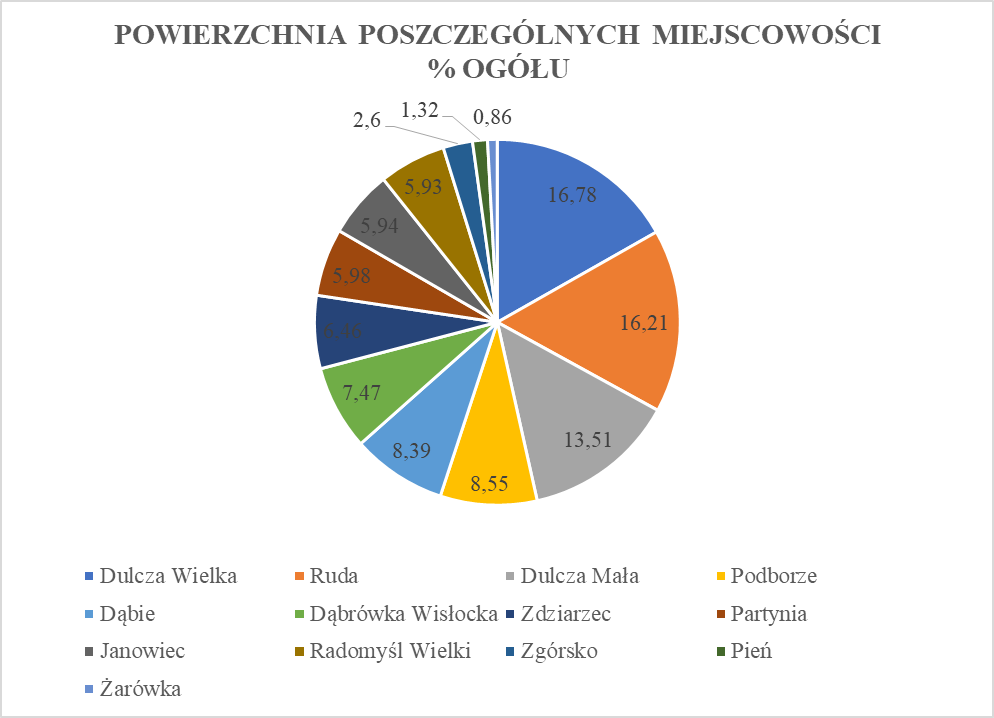 POWIERZCHNIA POSZCZEGÓLNYCH MIEJSCOWOŚCI
% OGÓŁU
2,6
1,32
0,86
16,78
5,93
5,94
5,98
16,21
7,47
13,51
8,39
8,55
Dulcza Wielka Ruda Dulcza Mała Podborze
Dąbie Dąbrówka Wisłocka Zdziarzec Partynia
Janowiec Radomyśl Wielki Zgórsko Pień
Żarówka